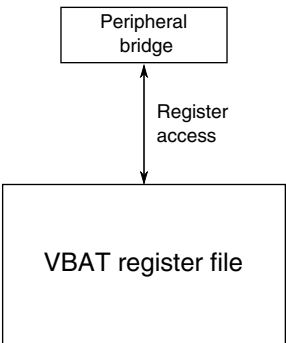 Peripheral
bridge
Register
access
VBAT register file